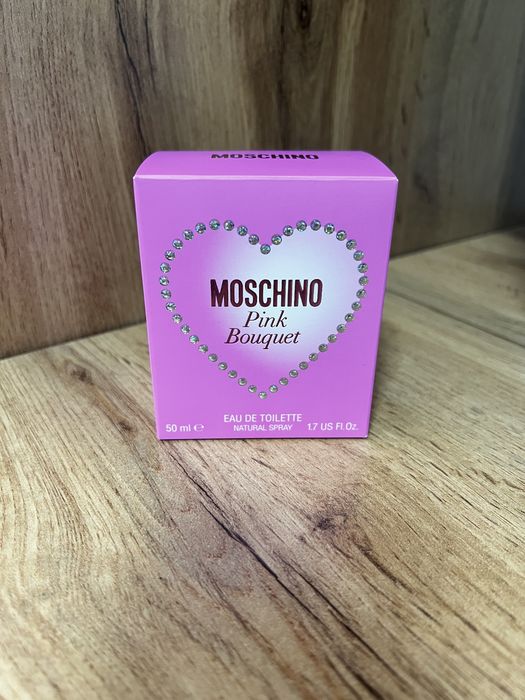 MOSCHINO
MOSCHINO
Pink
Bouquet
EAU DE TOILETTE
50 ml ℮ NATURAL SPRAY 1.7 US Fl.Oz.